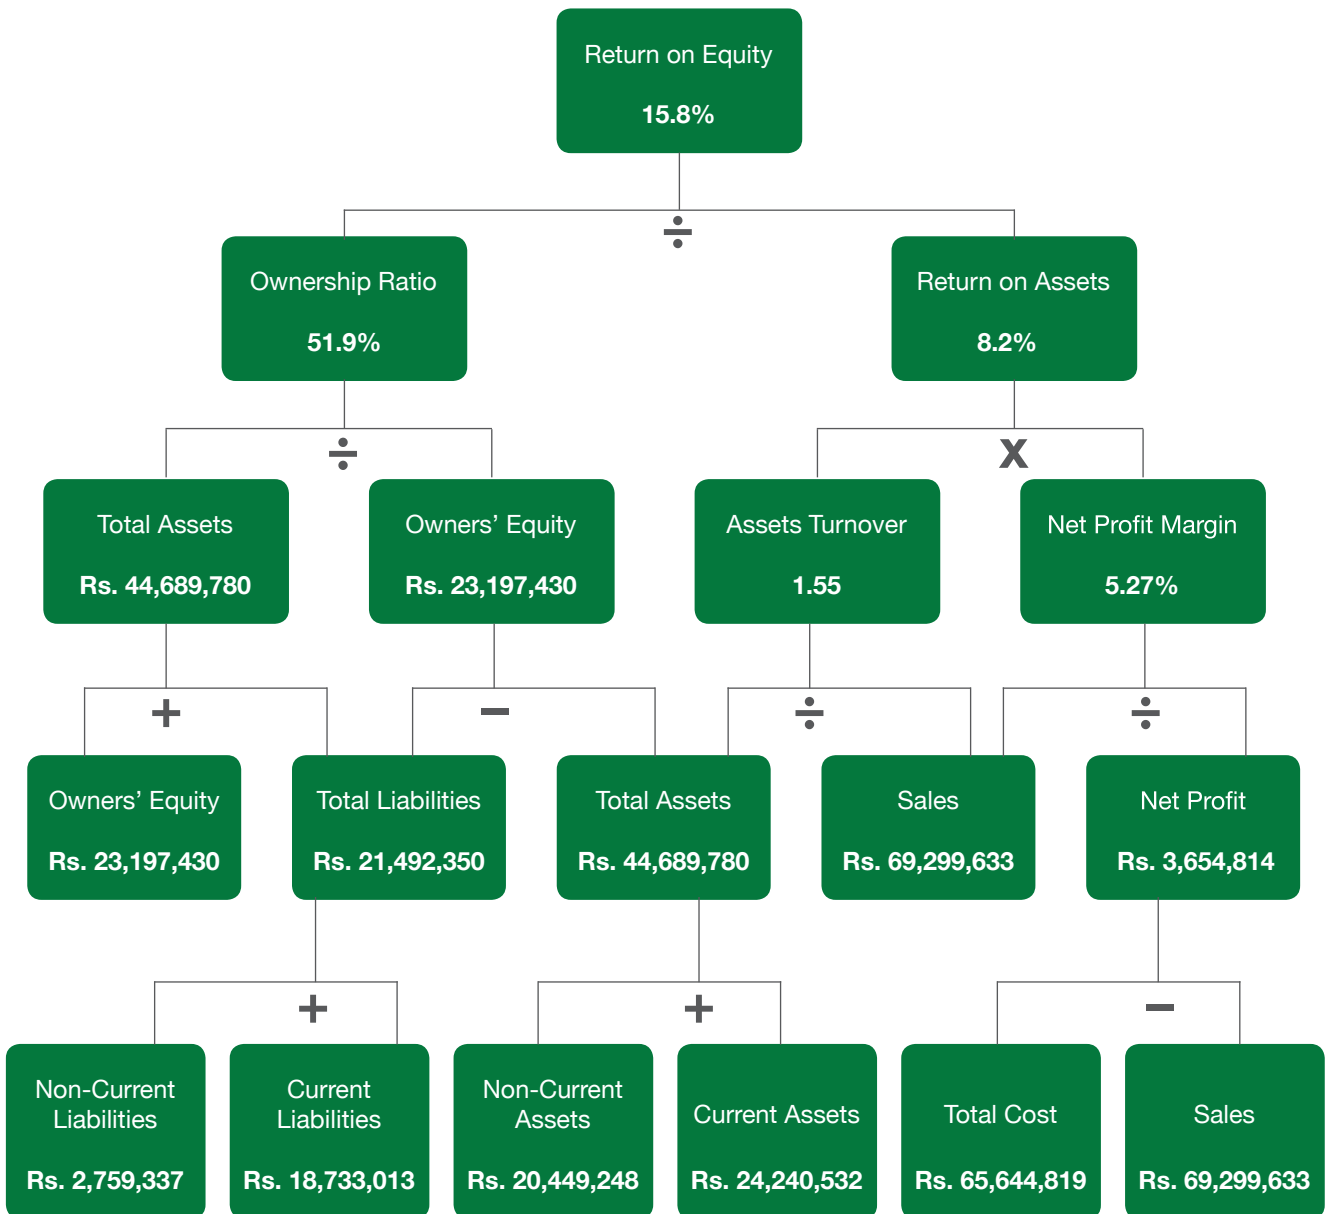 Return on Equity
15.8%
÷
Ownership Ratio
51.9%
Return on Assets
8.2%
÷
x
Total Assets
Rs. 44,689,780
Owners’ Equity
Rs. 23,197,430
Assets Turnover
1.55
Net Profit Margin
5.27%
+
−
÷
÷
Owners’ Equity
Rs. 23,197,430
Total Liabilities
Rs. 21,492,350
Total Assets
Rs. 44,689,780
Sales
Rs. 69,299,633
Net Profit
Rs. 3,654,814
+
+
−
Non-Current
Liabilities
Rs. 2,759,337
Current
Liabilities
Rs. 18,733,013
Non-Current
Assets
Rs. 20,449,248
Current Assets
Rs. 24,240,532
Total Cost
Rs. 65,644,819
Sales
Rs. 69,299,633